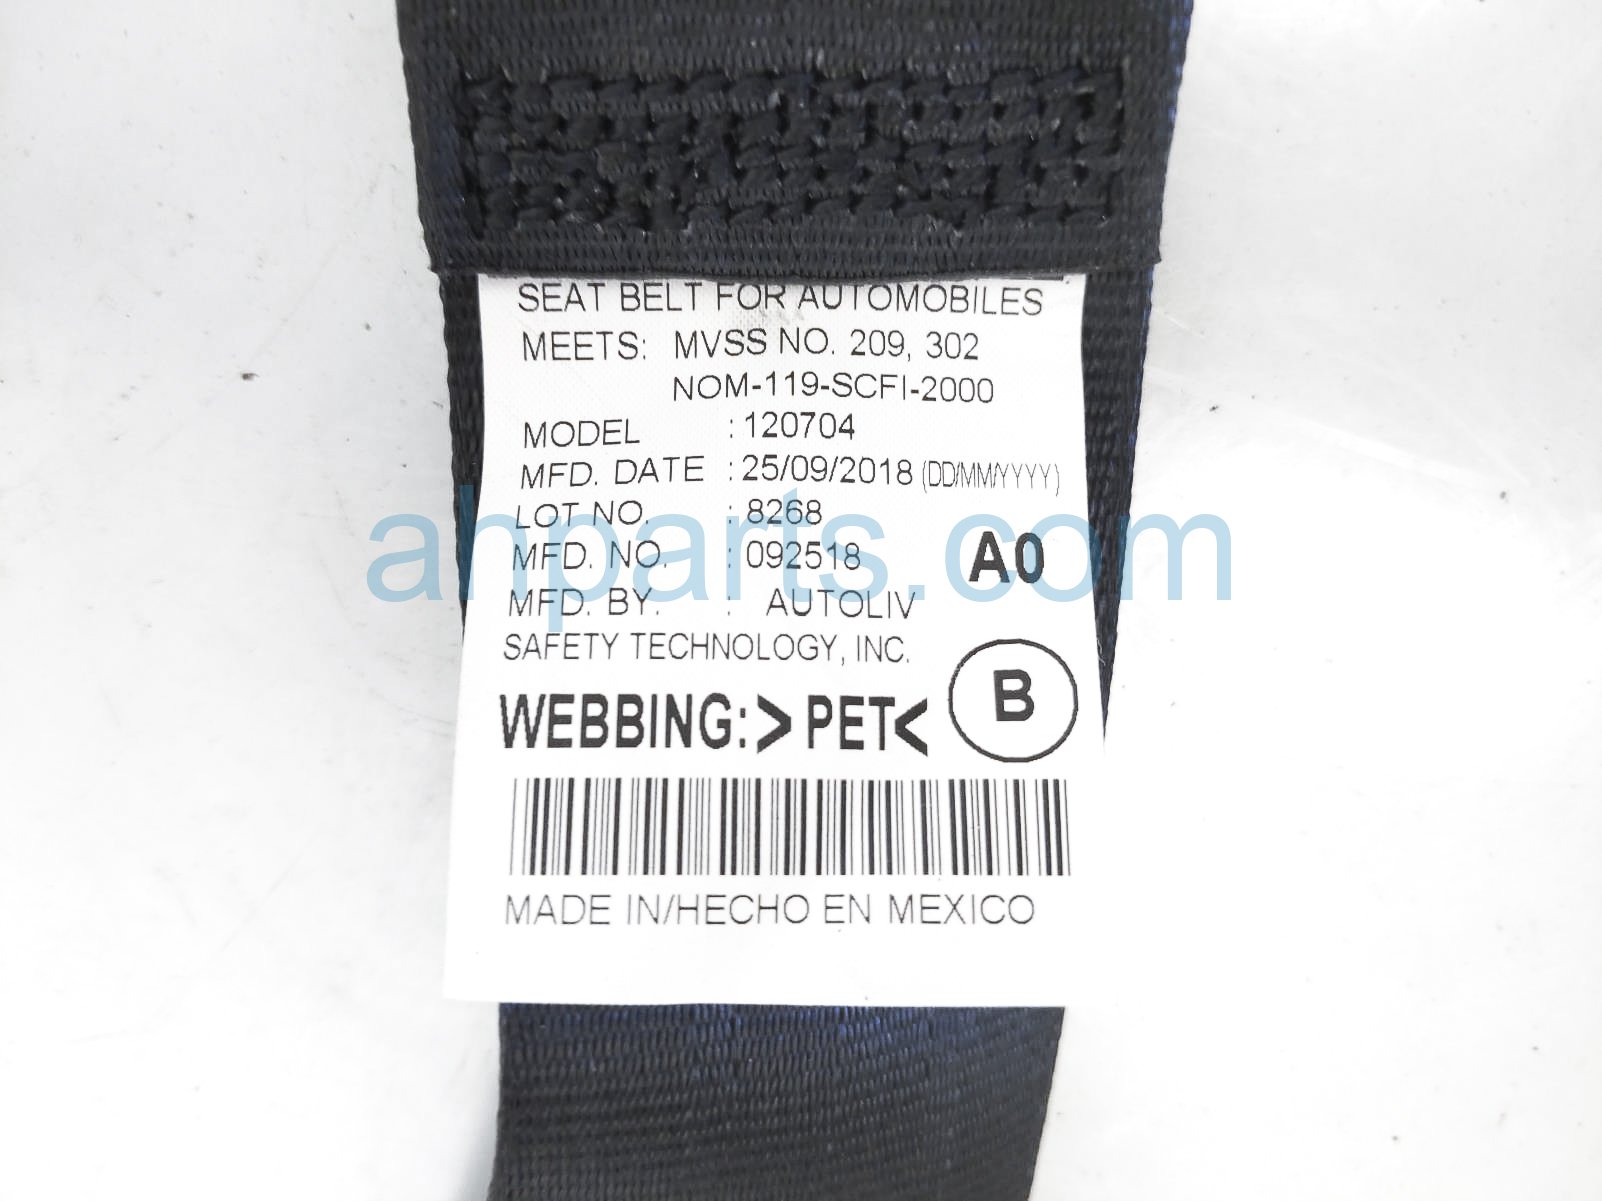 SEAT BELT FOR AUTOMOBILES
MEETS: MVSS NO. 209, 302
NOM-119-SCFI-2000
MODEL : 120704
MFD. DATE : 25/09/2018 (DD/MM/YYYY)
LOT NO. : 8268
MFD. NO. : 092518
A0
MFD. BY. : AUTOLIV
SAFETY TECHNOLOGY, INC.
WEBBING:>PET<
B
MADE IN/HECHO EN MEXICO
ahparts.com